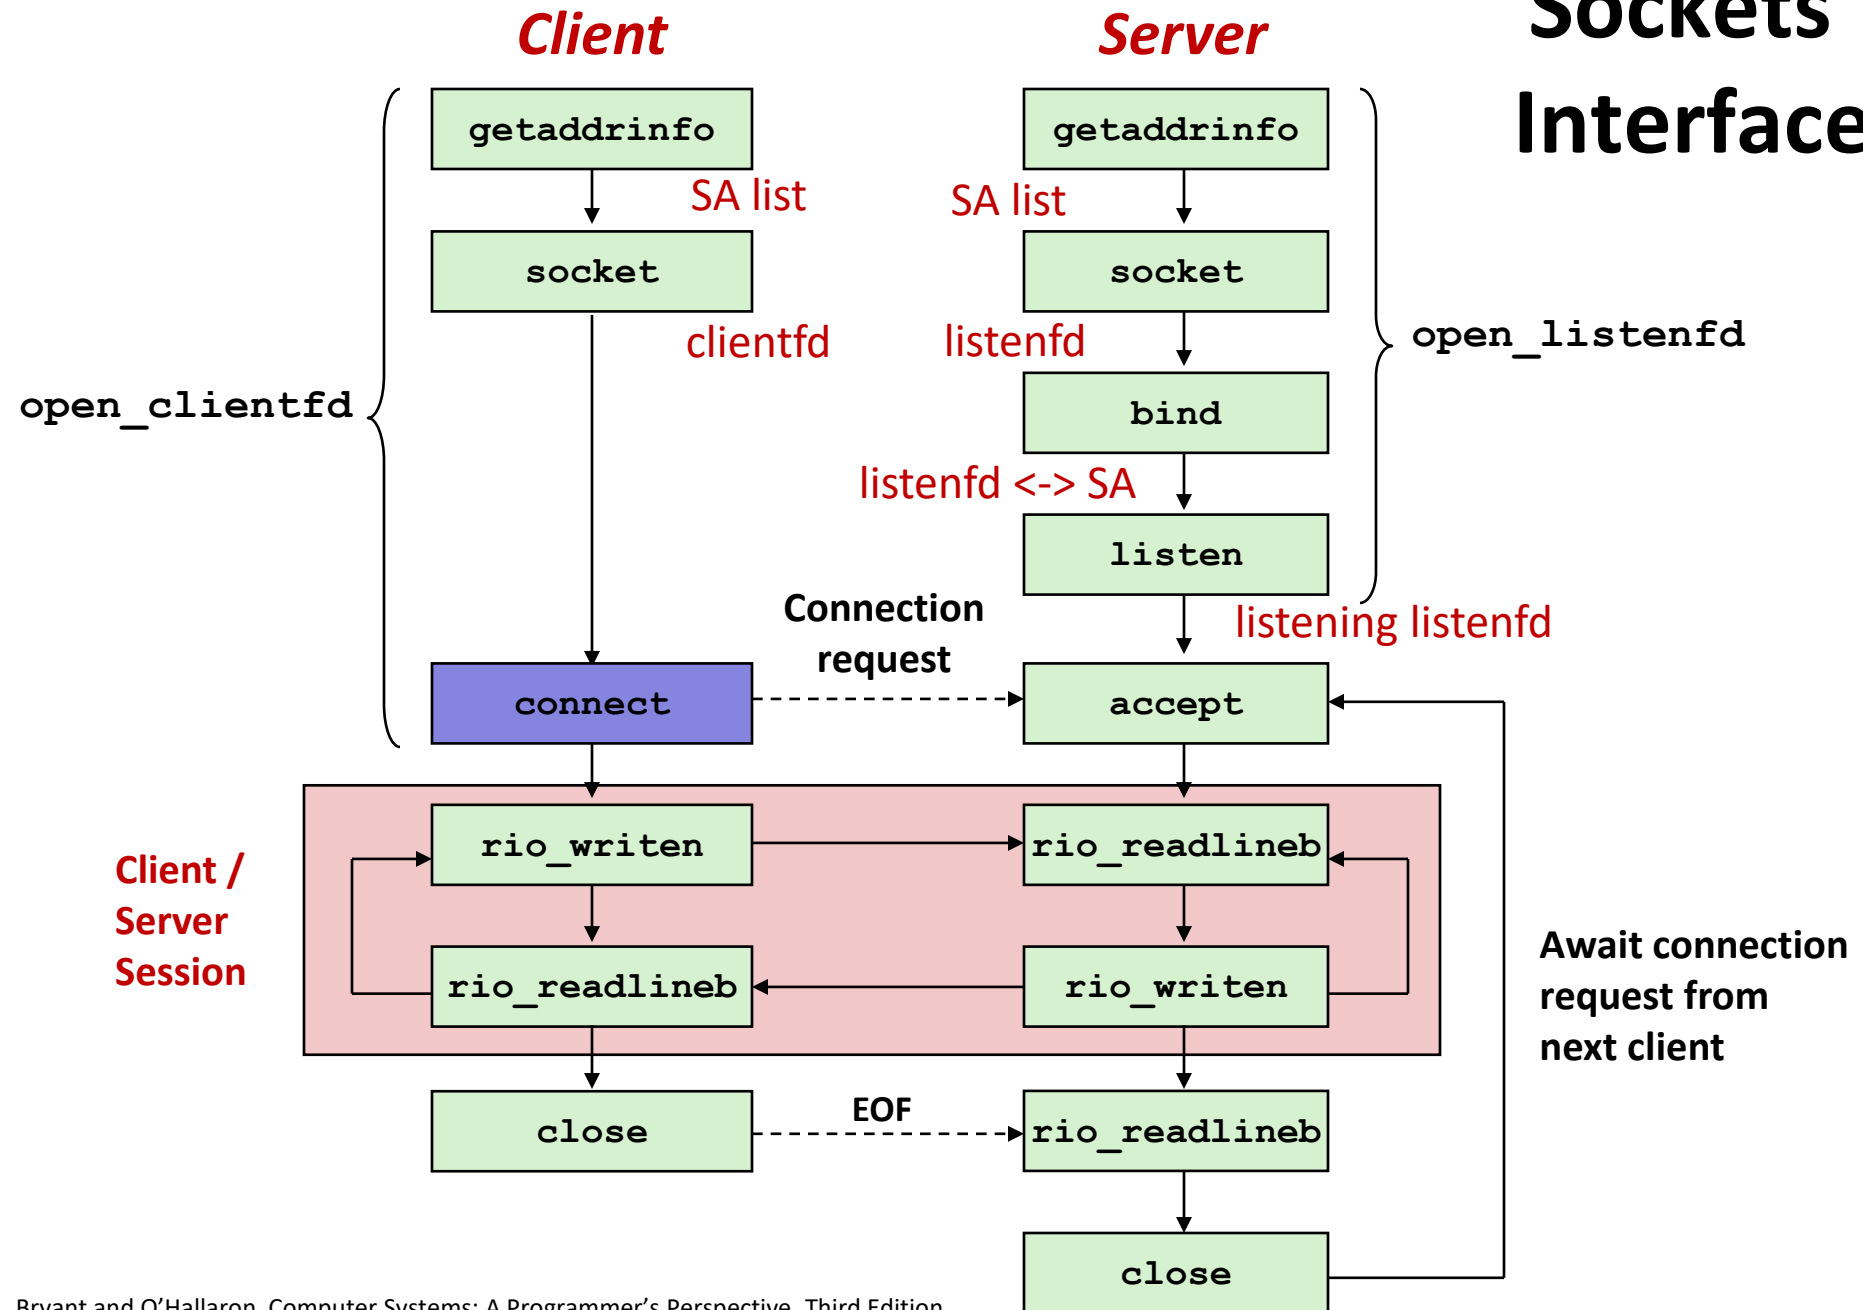 Sockets
Interface
Client
Server
getaddrinfo
getaddrinfo
SA list
SA list
socket
socket
clientfd
listenfd
open_listenfd
open_clientfd
bind
listenfd <-> SA
listen
Connection
request
listening listenfd
connect
accept
Client /
Server
Session
rio_writen
rio_readlineb
rio_readlineb
rio_writen
Await connection
request from
next client
close
EOF
rio_readlineb
close
Bryant and O'Hallaron, Computer Systems: A Programmer's Perspective, Third Edition